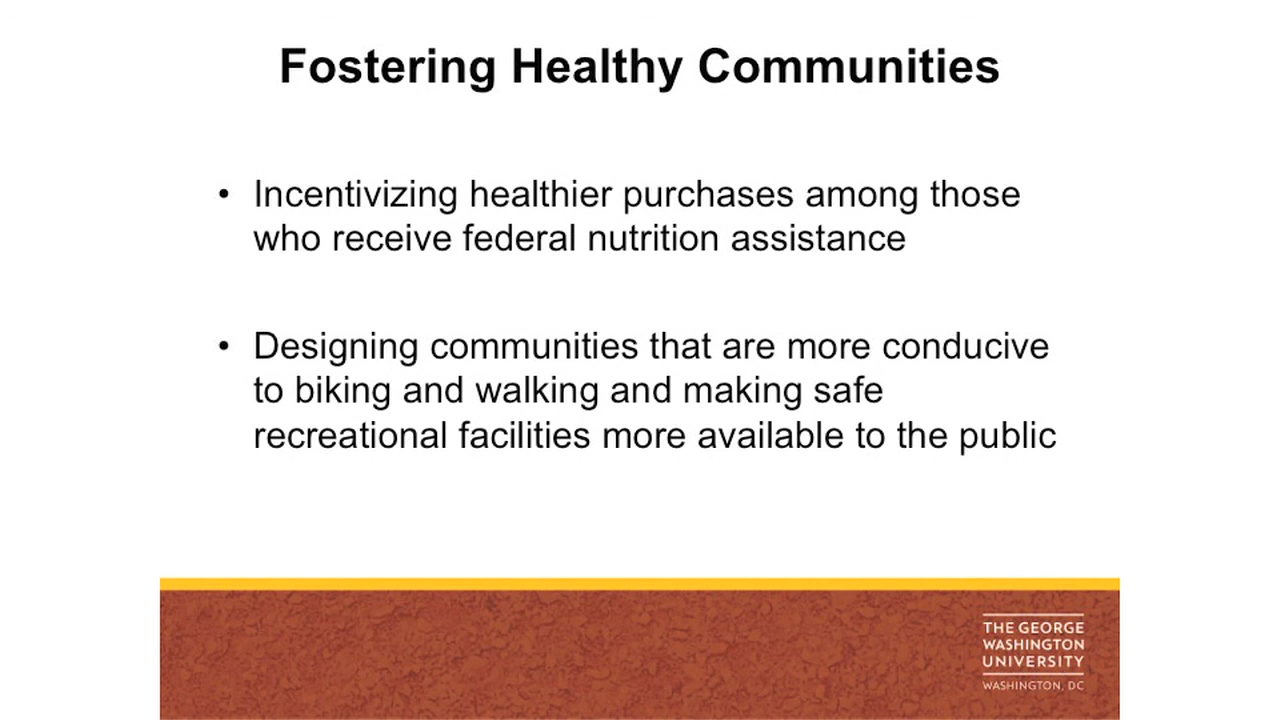 Fostering Healthy Communities
• Incentivizing healthier purchases among those
who receive federal nutrition assistance
• Designing communities that are more conducive
to biking and walking and making safe
recreational facilities more available to the public
THE GEORGE
WASHINGTON
UNIVERSITY
WASHINGTON, DC